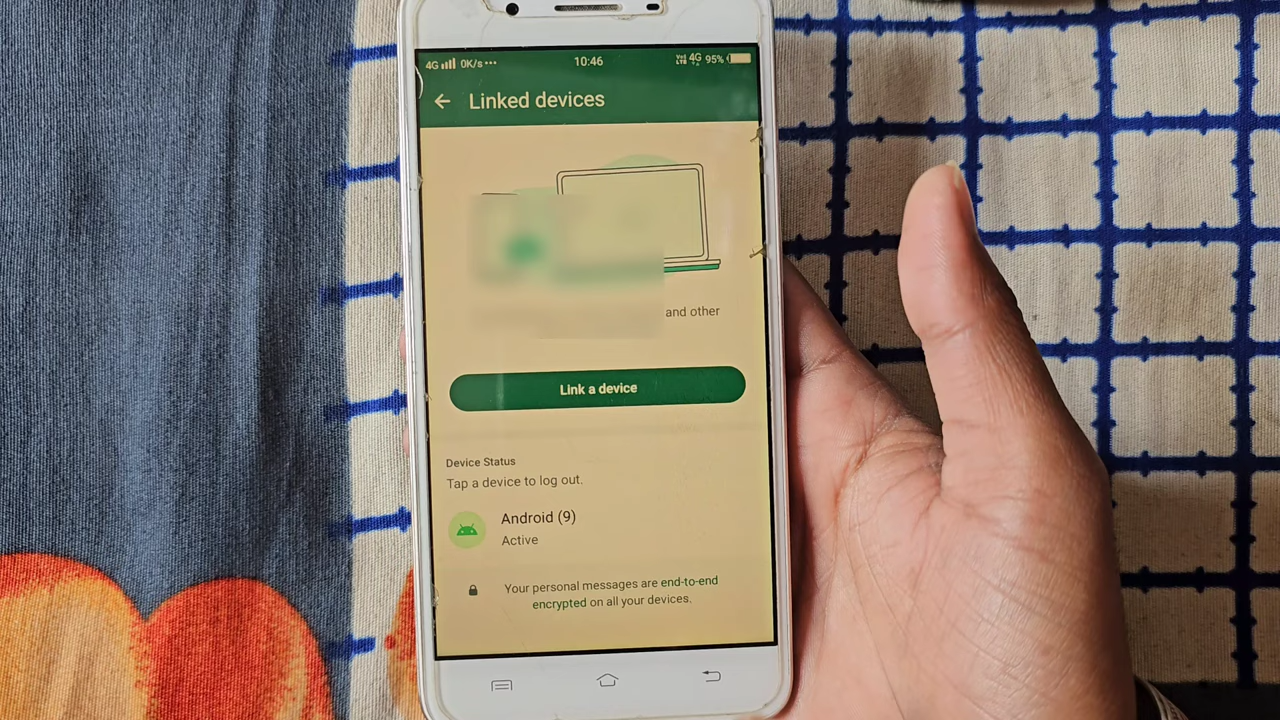 4G 0K/s ••• 10:46 VoLTE 4G 95%
Linked devices
and other
Link a device
Device Status
Tap a device to log out.
Android (9)
Active
Your personal messages are end-to-end
encrypted on all your devices.